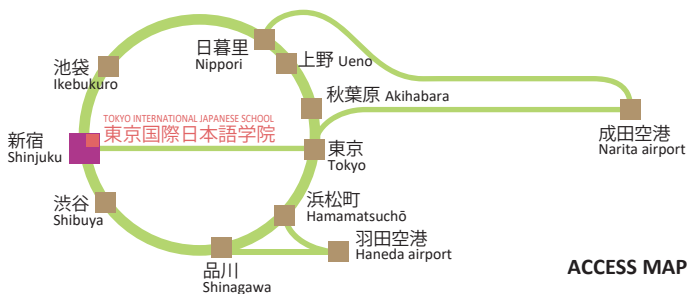 日暮里
Nippori
上野 Ueno
池袋
Ikebukuro
秋葉原 Akihabara
TOKYO INTERNATIONAL JAPANESE SCHOOL
東京国際日本語学院
新宿
Shinjuku
東京
Tokyo
成田空港
Narita airport
渋谷
Shibuya
浜松町
Hamamatsuchō
羽田空港
Haneda airport
品川
Shinagawa
ACCESS MAP